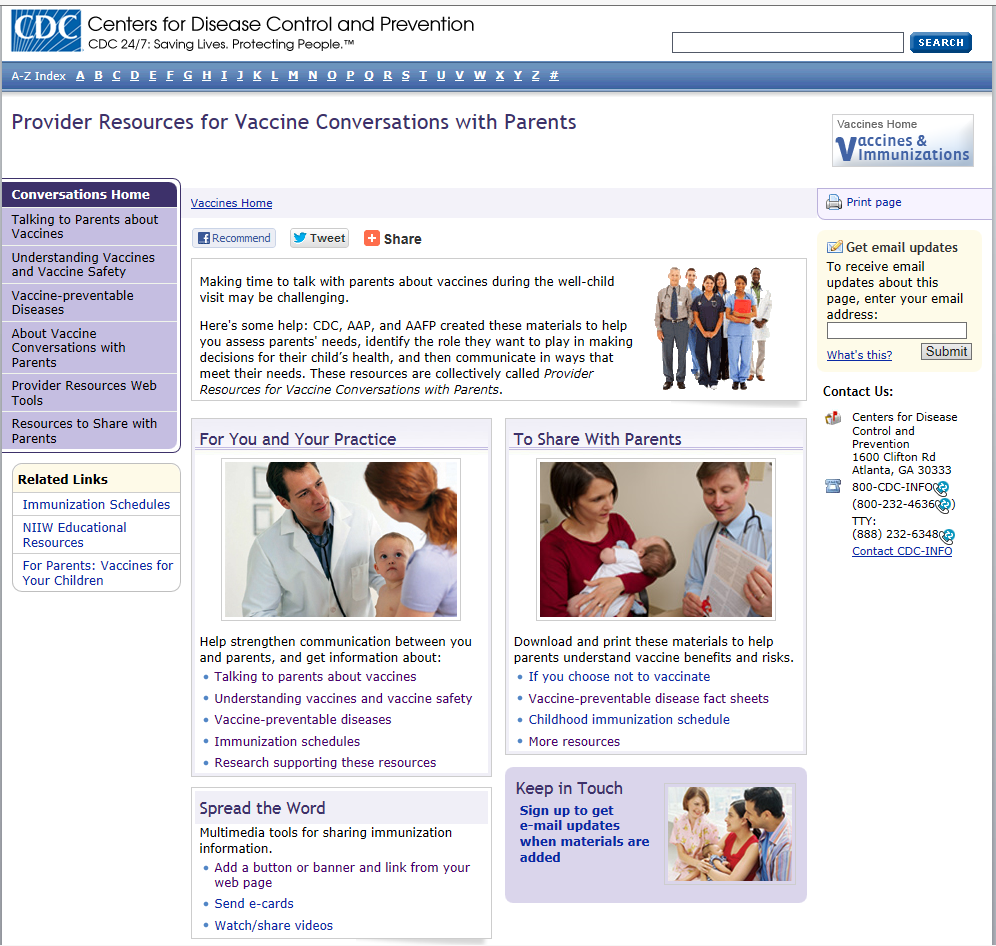 CDC
Centers for Disease Control and Prevention
CDC 24/7: Saving Lives. Protecting People.™
SEARCH
A-Z Index A B C D E F G H I J K L M N O P Q R S T U V W X Y Z #
Provider Resources for Vaccine Conversations with Parents
Vaccines Home
Vaccines &
Immunizations
Conversations Home
Talking to Parents about
Vaccines
Understanding Vaccines
and Vaccine Safety
Vaccine-preventable
Diseases
About Vaccine
Conversations with
Parents
Provider Resources Web
Tools
Resources to Share with
Parents
Related Links
Immunization Schedules
NIIW Educational
Resources
For Parents: Vaccines for
Your Children
Vaccines Home
Recommend Tweet Share
Making time to talk with parents about vaccines during the well-child
visit may be challenging.
Here's some help: CDC, AAP, and AAFP created these materials to help
you assess parents' needs, identify the role they want to play in making
decisions for their child’s health, and then communicate in ways that
meet their needs. These resources are collectively called Provider
Resources for Vaccine Conversations with Parents.
For You and Your Practice
Help strengthen communication between you
and parents, and get information about:
• Talking to parents about vaccines
• Understanding vaccines and vaccine safety
• Vaccine-preventable diseases
• Immunization schedules
• Research supporting these resources
Spread the Word
Multimedia tools for sharing immunization
information.
• Add a button or banner and link from your
web page
• Send e-cards
• Watch/share videos
To Share With Parents
Download and print these materials to help
parents understand vaccine benefits and risks.
• If you choose not to vaccinate
• Vaccine-preventable disease fact sheets
• Childhood immunization schedule
• More resources
Keep in Touch
Sign up to get
e-mail updates
when materials are
added
Print page
Get email updates
To receive email
updates about this
page, enter your email
address:
What's this? Submit
Contact Us:
Centers for Disease
Control and
Prevention
1600 Clifton Rd
Atlanta, GA 30333
800-CDC-INFO
(800-232-4636)
TTY:
(888) 232-6348
Contact CDC-INFO